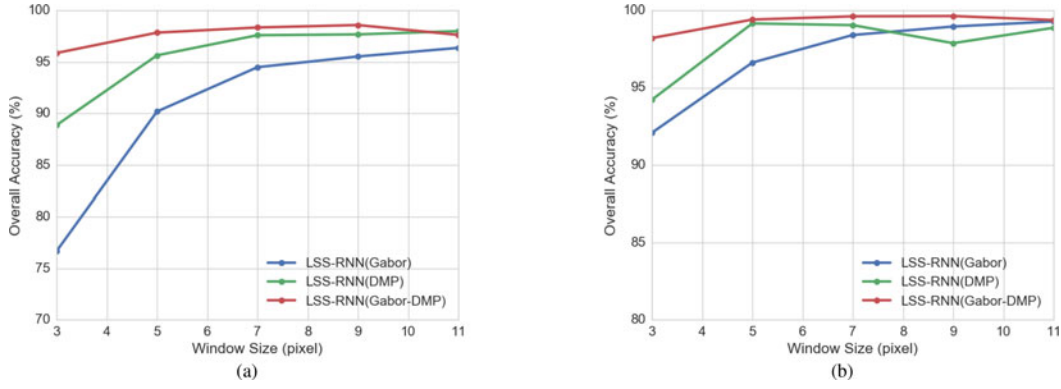 100
95
90
85
80
75
70
Overall Accuracy (%)
LSS-RNN(Gabor)
LSS-RNN(DMP)
LSS-RNN(Gabor-DMP)
3 4 5 6 7 8 9 10 11
Window Size (pixel)
(a)
100
95
90
85
80
Overall Accuracy (%)
LSS-RNN(Gabor)
LSS-RNN(DMP)
LSS-RNN(Gabor-DMP)
3 4 5 6 7 8 9 10 11
Window Size (pixel)
(b)